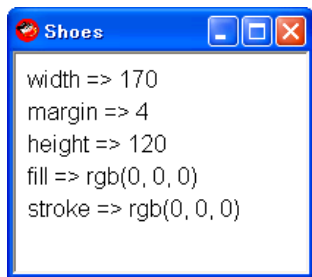 Shoes
width => 170
margin => 4
height => 120
fill => rgb(0, 0, 0)
stroke => rgb(0, 0, 0)